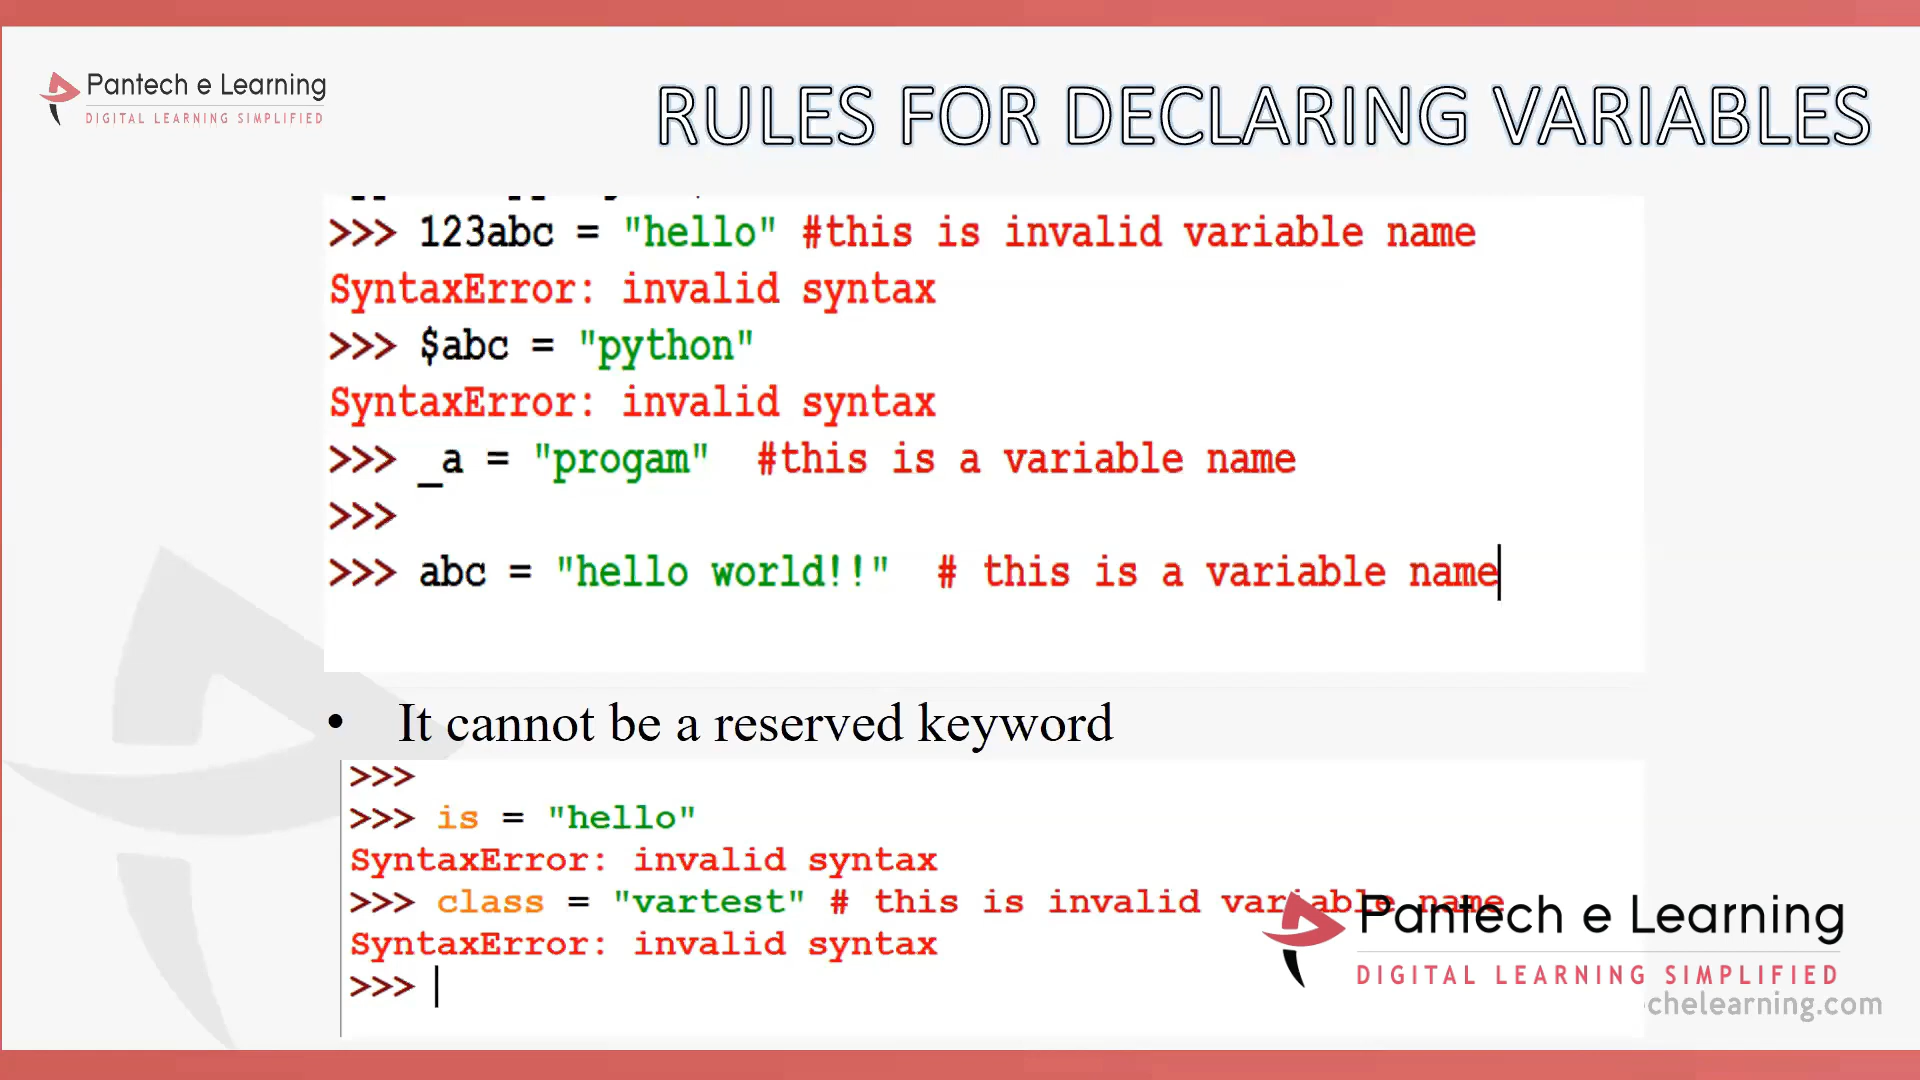 Pantech e Learning
DIGITAL LEARNING SIMPLIFIED
RULES FOR DECLARING VARIABLES
>>> 123abc = "hello" #this is invalid variable name
SyntaxError: invalid syntax
>>> $abc = "python"
SyntaxError: invalid syntax
>>> _a = "progam"  #this is a variable name
>>>
>>> abc = "hello world!!"  # this is a variable name
• It cannot be a reserved keyword
>>>
>>> is = "hello"
SyntaxError: invalid syntax
>>> class = "vartest" # this is invalid variable name
SyntaxError: invalid syntax
>>>
Pantech e Learning
DIGITAL LEARNING SIMPLIFIED
chelearning.com